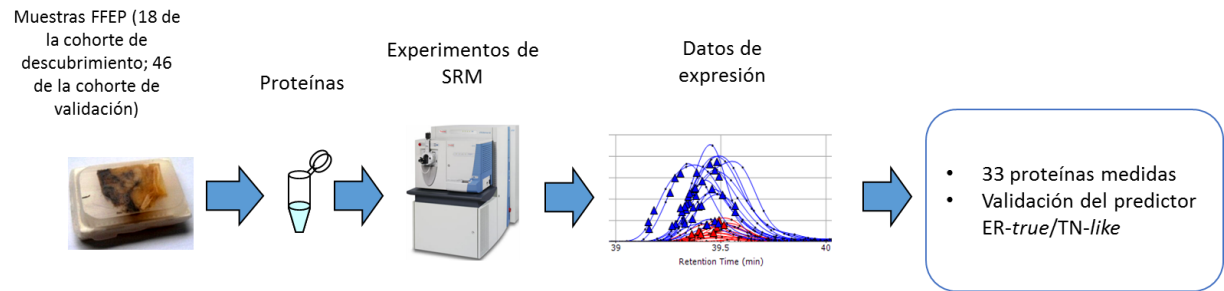 Muestras FFEP (18 de
la cohorte de
descubrimiento; 46
de la cohorte de
validación)
Proteínas
Experimentos de
SRM
Datos de
expresión
39
39.5
40
Retention Time (min)
• 33 proteínas medidas
• Validación del predictor
ER-true/TN-like